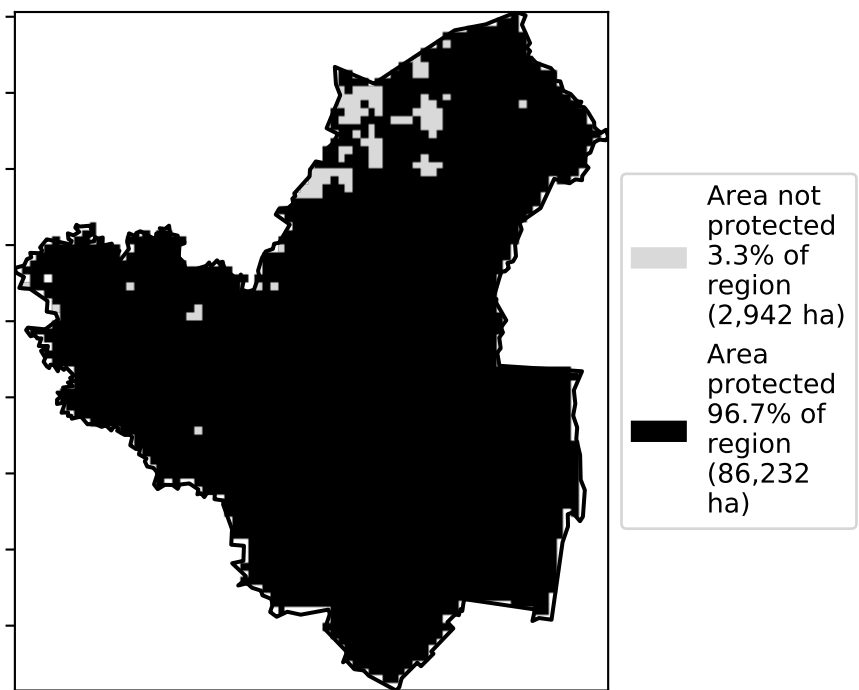 Area not
protected
3.3% of
region
(2,942 ha)
Area
protected
96.7% of
region
(86,232
ha)